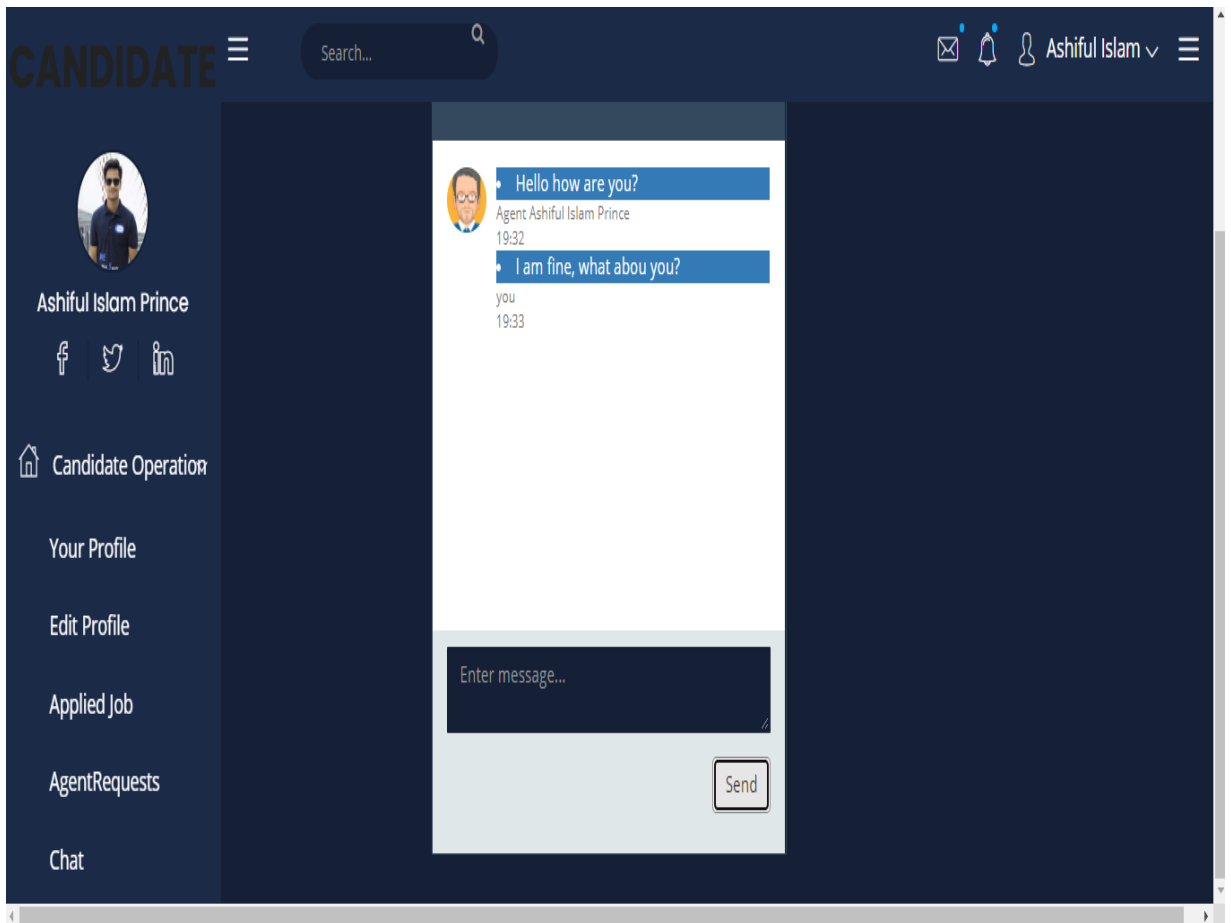 CANDIDATE
Search...
Ashiful Islam
Ashiful Islam Prince
Candidate Operation
Your Profile
Edit Profile
Applied Job
AgentRequests
Chat
Hello how are you?
Agent Ashiful Islam Prince
19:32
I am fine, what abou you?
you
19:33
Enter message...
Send